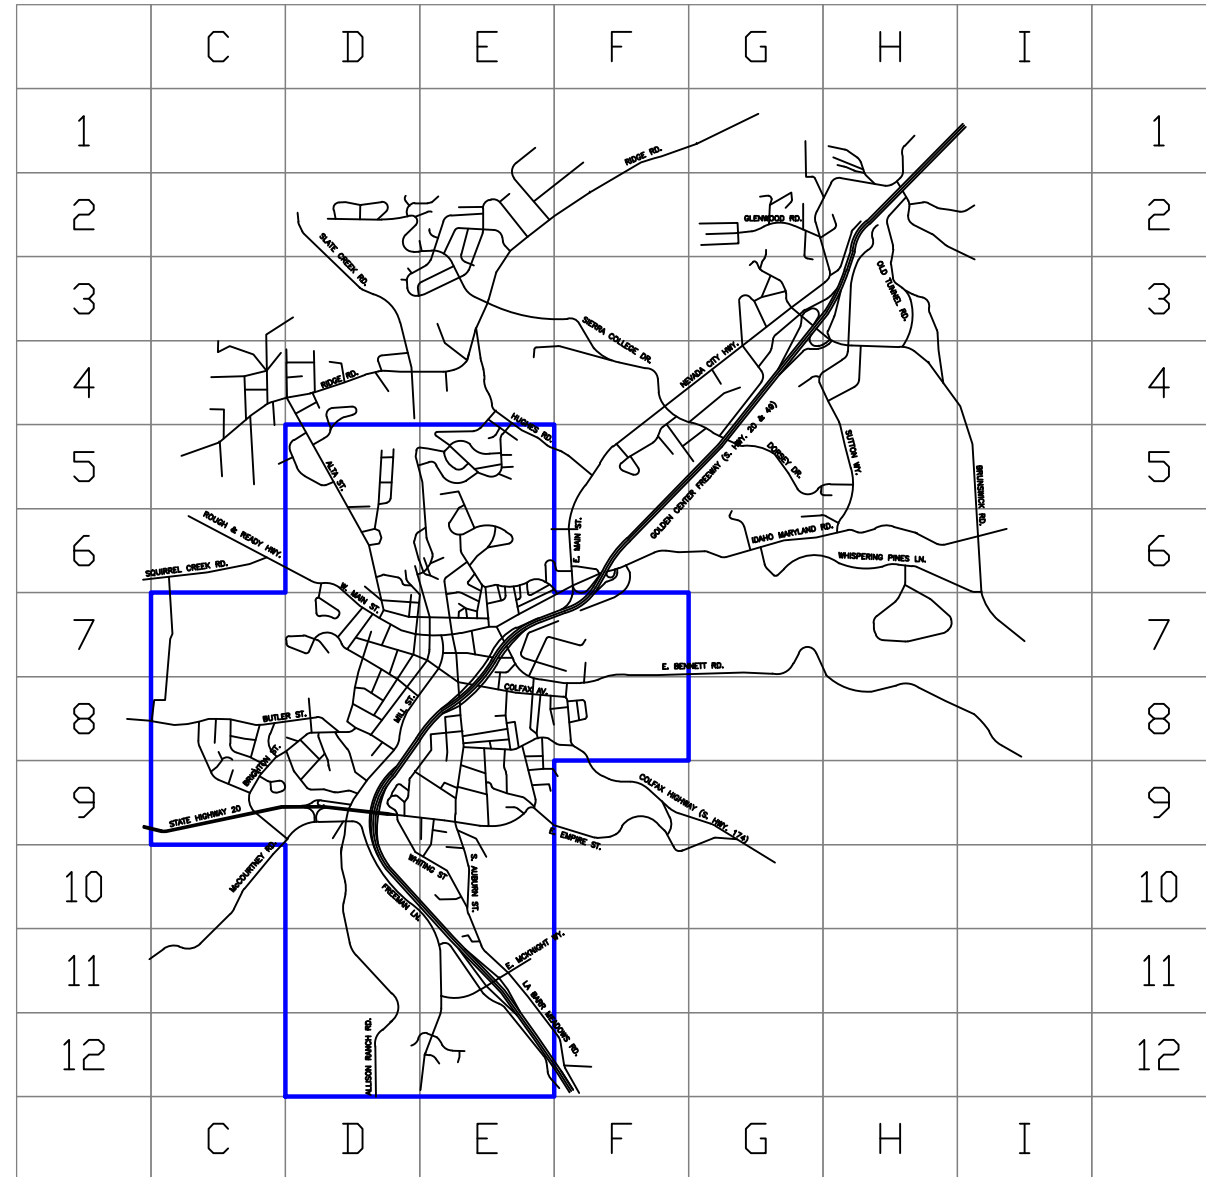 C D E F G H I
1 1
RIDGE RD.
2 2
GLENWOOD RD.
SLATE CREEK RD.
3 3
OLD TUNNEL RD.
SIERRA COLLEGE DR.
NEVADA CITY HWY.
4 4
RIDGE RD.
HUGHES RD.
GOLDEN CENTER FREEWAY (S. HWY. 20 & 49)
SUTTON WY.
5 5
ALTA ST.
DORSEY DR.
BRUNSWICK RD.
ROUGH & READY HWY.
E. MAIN ST.
IDAHO MARYLAND RD.
6 6
WHISPERING PINES LN.
SQUIRREL CREEK RD.
W. MAIN ST.
7 7
E. BENNETT RD.
COLFAX AV.
MILL ST.
8 8
BUTLER ST.
BRIGHTON ST.
9 9
COLFAX HIGHWAY (S. HWY. 174)
STATE HIGHWAY 20
E. EMPIRE ST.
McCOURTNEY RD.
WHITING ST
S. AUBURN ST.
10 10
FREEMAN LN.
E. MCKNIGHT WY.
11 11
LA BARR MEADOWS RD.
ALLISON RANCH RD.
12 12
C D E F G H I